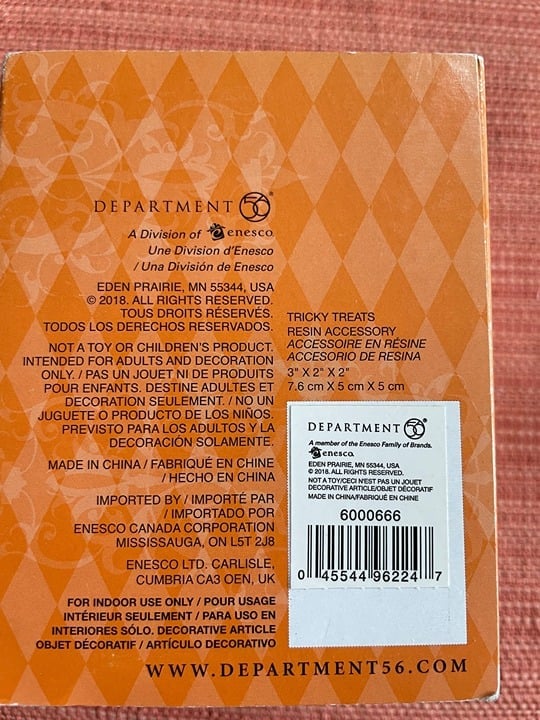 DEPARTMENT 56®
A Division of enesco.
Une Division d'Enesco
/ Una División de Enesco
EDEN PRAIRIE, MN 55344, USA
© 2018. ALL RIGHTS RESERVED.
TOUS DROITS RÉSERVÉS.
TODOS LOS DERECHOS RESERVADOS.
NOT A TOY OR CHILDREN'S PRODUCT.
INTENDED FOR ADULTS AND DECORATION
ONLY. / PAS UN JOUET NI DE PRODUITS
POUR ENFANTS. DESTINE ADULTES ET
DECORATION SEULEMENT. / NO UN
JUGUETE O PRODUCTO DE LOS NIÑOS.
PREVISTO PARA LOS ADULTOS Y LA
DECORACIÓN SOLAMENTE.
MADE IN CHINA / FABRIQUÉ EN CHINE
/ HECHO EN CHINA
IMPORTED BY / IMPORTÉ PAR
/ IMPORTADO POR
ENESCO CANADA CORPORATION
MISSISSAUGA, ON L5T 2J8
ENESCO LTD. CARLISLE,
CUMBRIA CA3 OEN, UK
FOR INDOOR USE ONLY / POUR USAGE
INTÉRIEUR SEULEMENT / PARA USO EN
INTERIORES SÓLO. DECORATIVE ARTICLE
OBJET DÉCORATIF / ARTÍCULO DECORATIVO
TRICKY TREATS
RESIN ACCESSORY
ACCESSOIRE EN RÉSINE
ACCESORIO DE RESINA
3" X 2" X 2"
7.6 cm X 5 cm X 5 cm
DEPARTMENT 56®
A member of the Enesco Family of Brands.
enesco.
EDEN PRAIRIE, MN 55344, USA
© 2018. ALL RIGHTS RESERVED.
NOT A TOY/CECI N'EST PAS UN JOUET
DECORATIVE ARTICLE/OBJET DÉCORATIF
MADE IN CHINA/FABRIQUÉ EN CHINE
6000666
0 45544 96224 7
WWW.DEPARTMENT56.COM